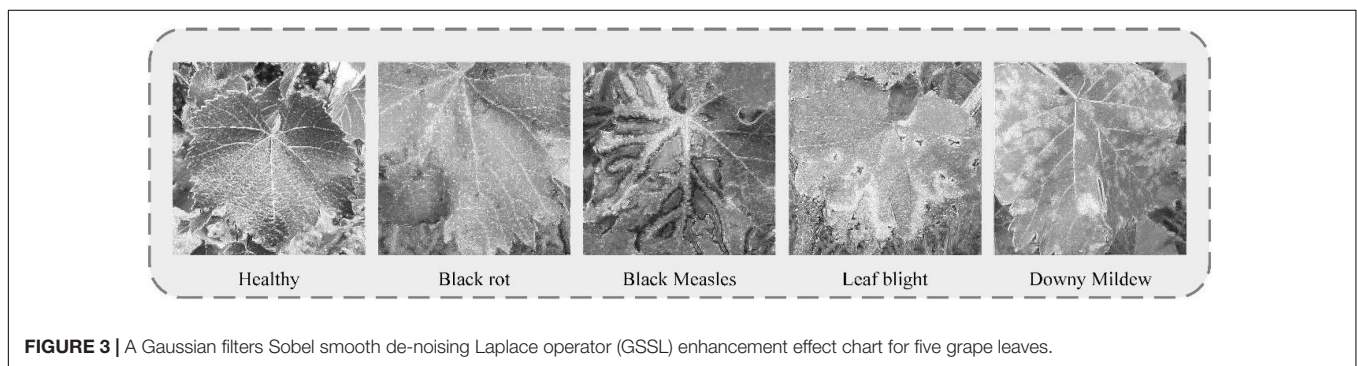 Healthy Black rot Black Measles Leaf blight Downy Mildew
FIGURE 3 | A Gaussian filters Sobel smooth de-noising Laplace operator (GSSL) enhancement effect chart for five grape leaves.